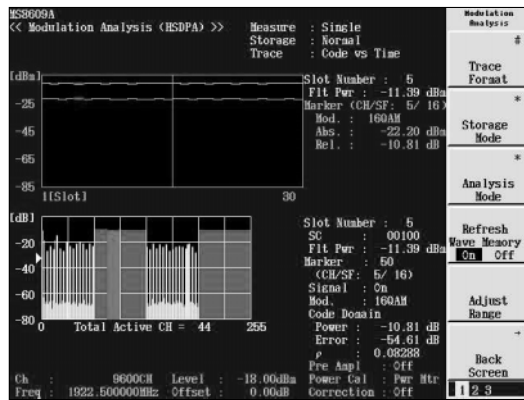 MS8609A
<< Modulation Analysis (HSDPA) >>
Measure : Single
Storage : Normal
Trace : Code vs Time
[dBm]
-25
-45
-65
-85
1[Slot]
30
Slot Number : 5
Flt Pwr : -11.39 dBm
Marker (CH/SF: 5/ 16)
Mod. : 16QAM
Abs. : -22.20 dBm
Rel. : -10.81 dB
[dB]
-20
-40
-60
-80
0
Total Active CH = 44
255
Slot Number : 5
SC : 00100
Flt Pwr : -11.39 dBm
Marker : 50
(CH/SF: 5/ 16)
Signal : On
Mod. : 16QAM
Code Domain
Power : -10.81 dB
Error : -54.61 dB
ρ : 0.08288
Pre Ampl : Off
Power Cal : Pwr Mtr
Correction : Off
Ch : 9600CH Level : -18.00dBm
Freq : 1922.500000MHz Offset : 0.00dB
Modulation
Analysis
#
Trace
Format
*
Storage
Mode
*
Analysis
Mode
Refresh
Wave Memory
On Off
Adjust
Range
→
Back
Screen
1 2 3